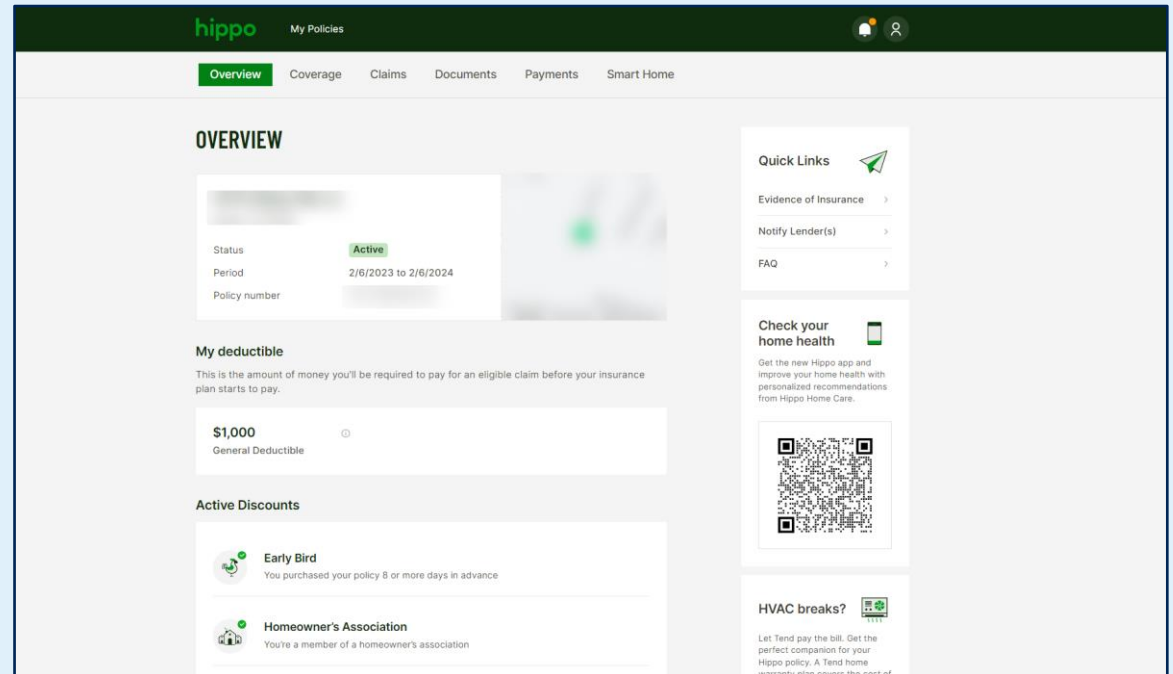 hippo
My Policies
Overview
Coverage
Claims
Documents
Payments
Smart Home
OVERVIEW
Status
Active
Period
2/6/2023 to 2/6/2024
Policy number
My deductible
This is the amount of money you'll be required to pay for an eligible claim before your insurance
plan starts to pay.
$1,000
General Deductible
Active Discounts
Early Bird
You purchased your policy 8 or more days in advance
Homeowner's Association
You're a member of a homeowner's association
Quick Links
Evidence of Insurance
Notify Lender(s)
FAQ
Check your
home health
Get the new Hippo app and
improve your home health with
personalized recommendations
from Hippo Home Care.
HVAC breaks?
Let Tend pay the bill. Get the
perfect companion for your
Hippo policy. A Tend home
warranty plan covers the cost of